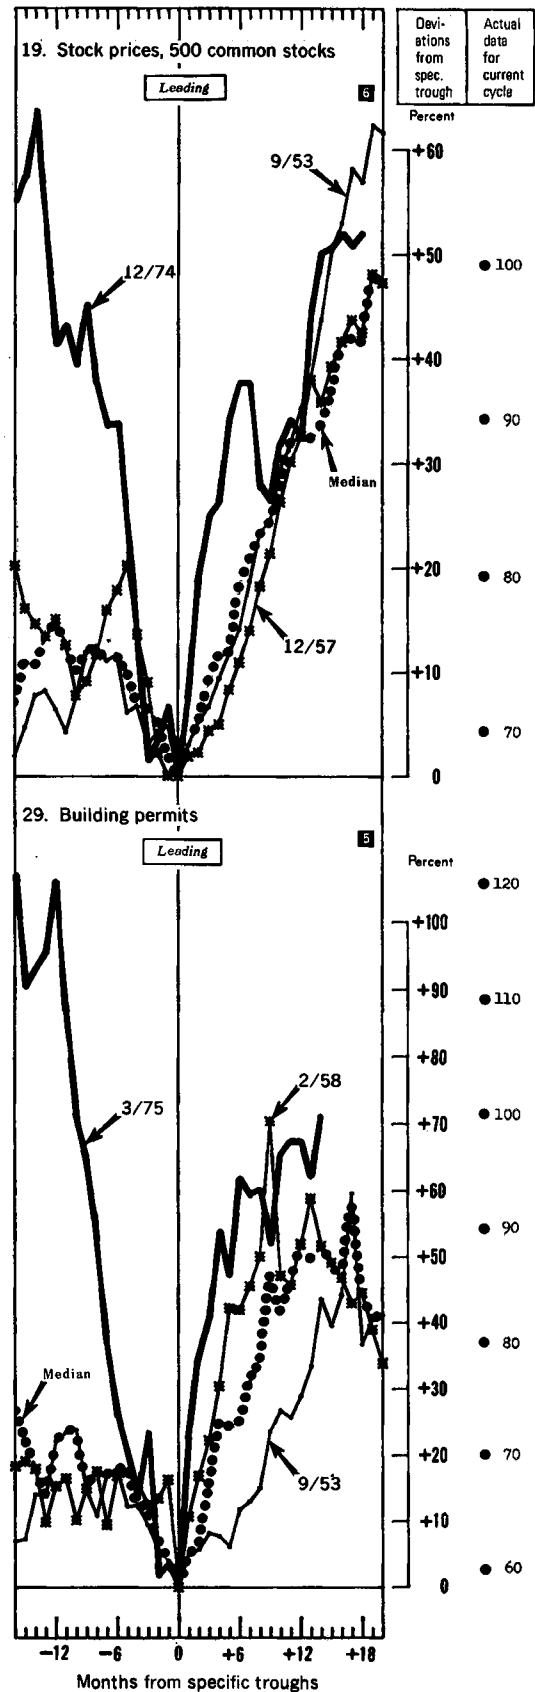 Devi-
ations
from
spec.
trough
Actual
data
for
current
cycle
19. Stock prices, 500 common stocks
Leading
6
Percent
+60
+50
+40
+30
+20
+10
0
100
90
80
70
9/53
12/74
Median
12/57
29. Building permits
Leading
5
Percent
+100
+90
+80
+70
+60
+50
+40
+30
+20
+10
0
120
110
100
90
80
70
60
2/58
3/75
Median
9/53
-12
-6
0
+6
+12
+18
Months from specific troughs